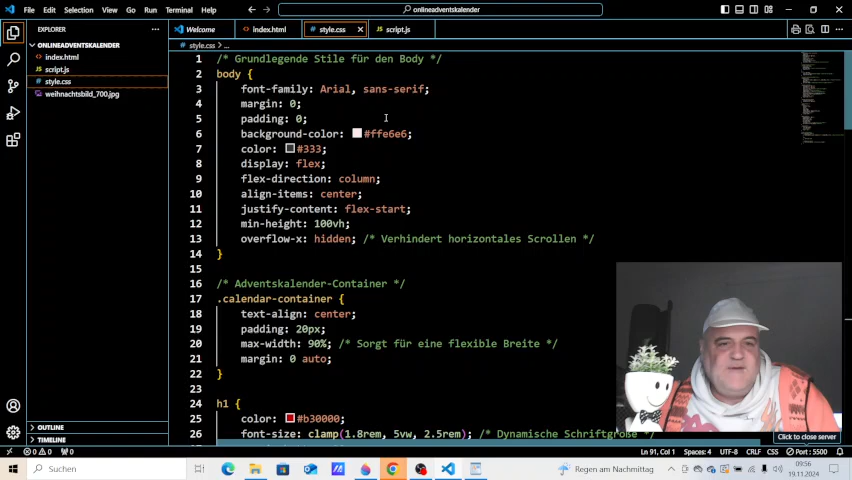 File Edit Selection View Go Run Terminal Help
onlineadventskalender
EXPLORER
ONLINEADVENTSKALENDER
index.html
script.js
style.css
weihnachtsbild_700.jpg
OUTLINE
TIMELINE
Welcome
index.html
style.css
script.js
style.css > ...
1 /* Grundlegende Stile für den Body */
2 body {
3 font-family: Arial, sans-serif;
4 margin: 0;
5 padding: 0;
6 background-color: #ffe6e6;
7 color: #333;
8 display: flex;
9 flex-direction: column;
10 align-items: center;
11 justify-content: flex-start;
12 min-height: 100vh;
13 overflow-x: hidden; /* Verhindert horizontales Scrollen */
14 }
15
16 /* Adventskalender-Container */
17 .calendar-container {
18 text-align: center;
19 padding: 20px;
20 max-width: 90%; /* Sorgt für eine flexible Breite */
21 margin: 0 auto;
22 }
23
24 h1 {
25 color: #b30000;
26 font-size: clamp(1.8rem, 5vw, 2.5rem); /* Dynamische Schriftgröße */
Click to close server
0 0 0
Ln 91, Col 1 Spaces: 4 UTF-8 CRLF CSS Port : 5500
Suchen
Regen am Nachmittag
09:56
19.11.2024